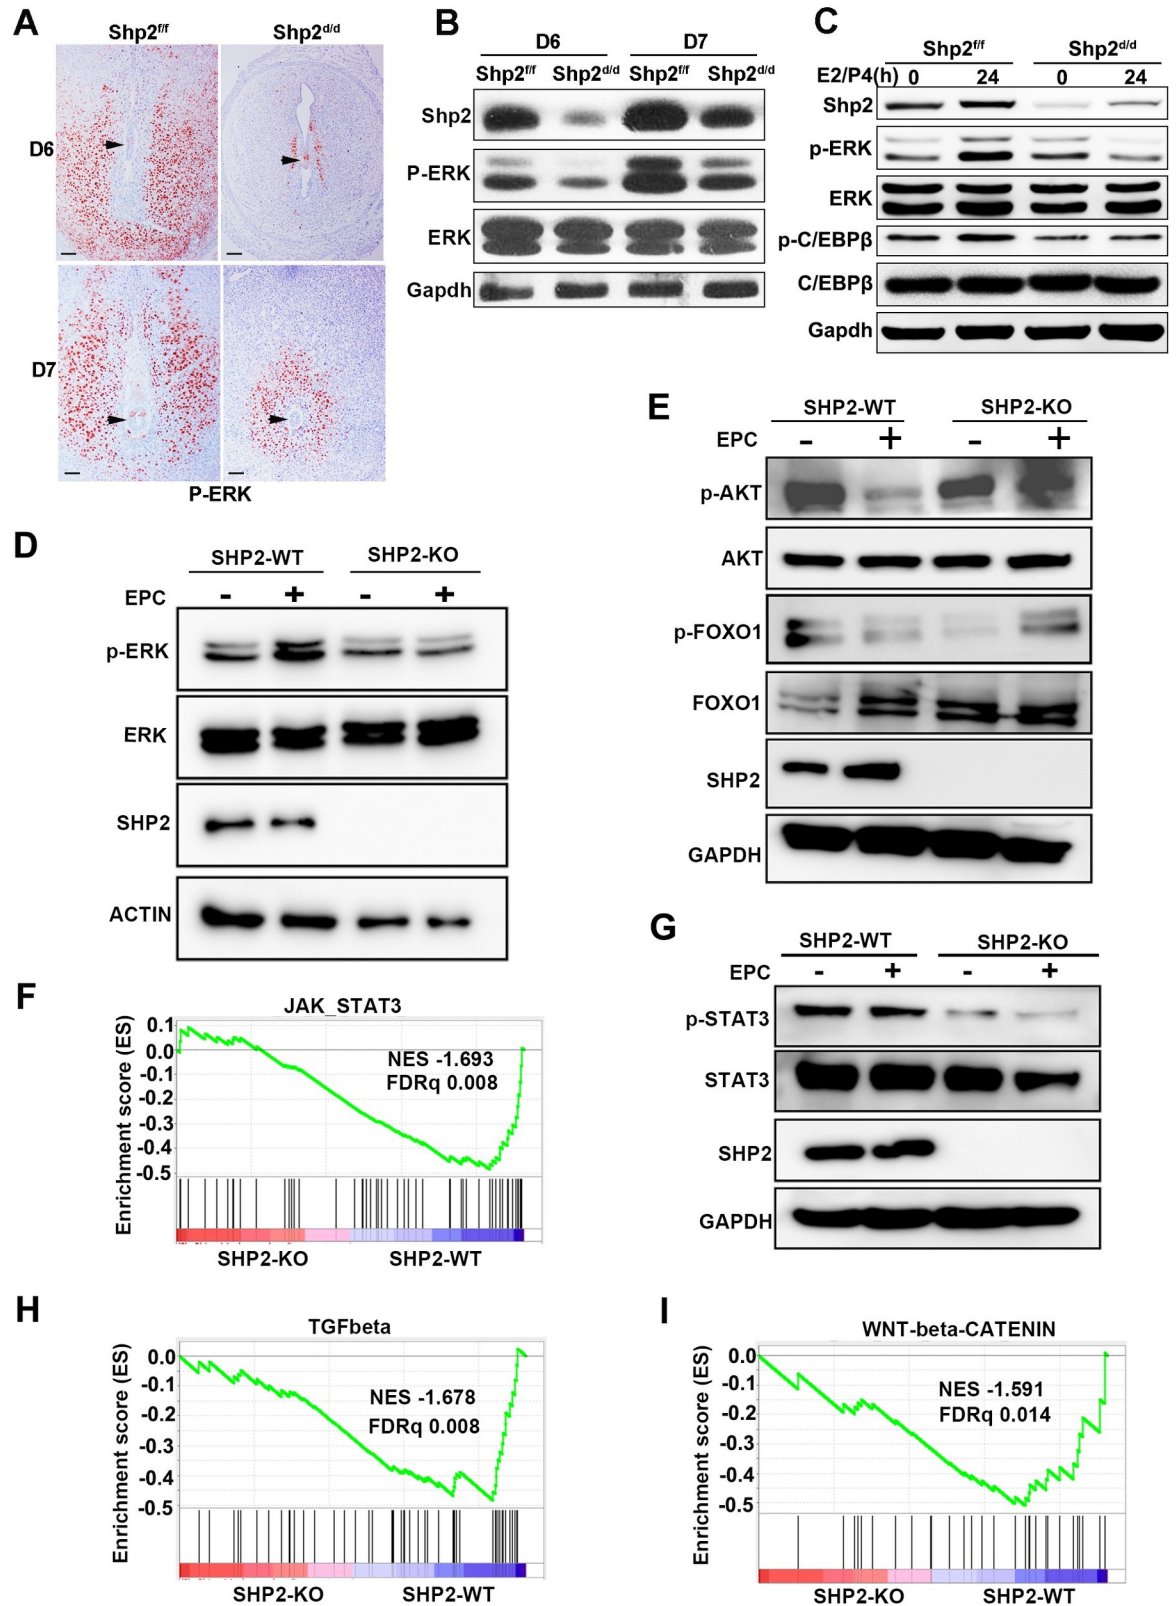 A
Shp2f/f Shp2d/d
D6
D7
P-ERK
B
D6 D7
Shp2f/f Shp2d/d Shp2f/f Shp2d/d
Shp2
P-ERK
ERK
Gapdh
C
Shp2f/f Shp2d/d
E2/P4(h) 0 24 0 24
Shp2
p-ERK
ERK
p-C/EBPβ
C/EBPβ
Gapdh
D
SHP2-WT SHP2-KO
EPC - + - +
p-ERK
ERK
SHP2
ACTIN
E
SHP2-WT SHP2-KO
EPC - + - +
p-AKT
AKT
p-FOXO1
FOXO1
SHP2
GAPDH
F
JAK_STAT3
Enrichment score (ES)
0.1
0.0
-0.1
-0.2
-0.3
-0.4
-0.5
NES -1.693
FDRq 0.008
SHP2-KO SHP2-WT
G
SHP2-WT SHP2-KO
EPC - + - +
p-STAT3
STAT3
SHP2
GAPDH
H
TGFbeta
Enrichment score (ES)
0.0
-0.1
-0.2
-0.3
-0.4
-0.5
NES -1.678
FDRq 0.008
SHP2-KO SHP2-WT
I
WNT-beta-CATENIN
Enrichment score (ES)
0.0
-0.1
-0.2
-0.3
-0.4
-0.5
NES -1.591
FDRq 0.014
SHP2-KO SHP2-WT